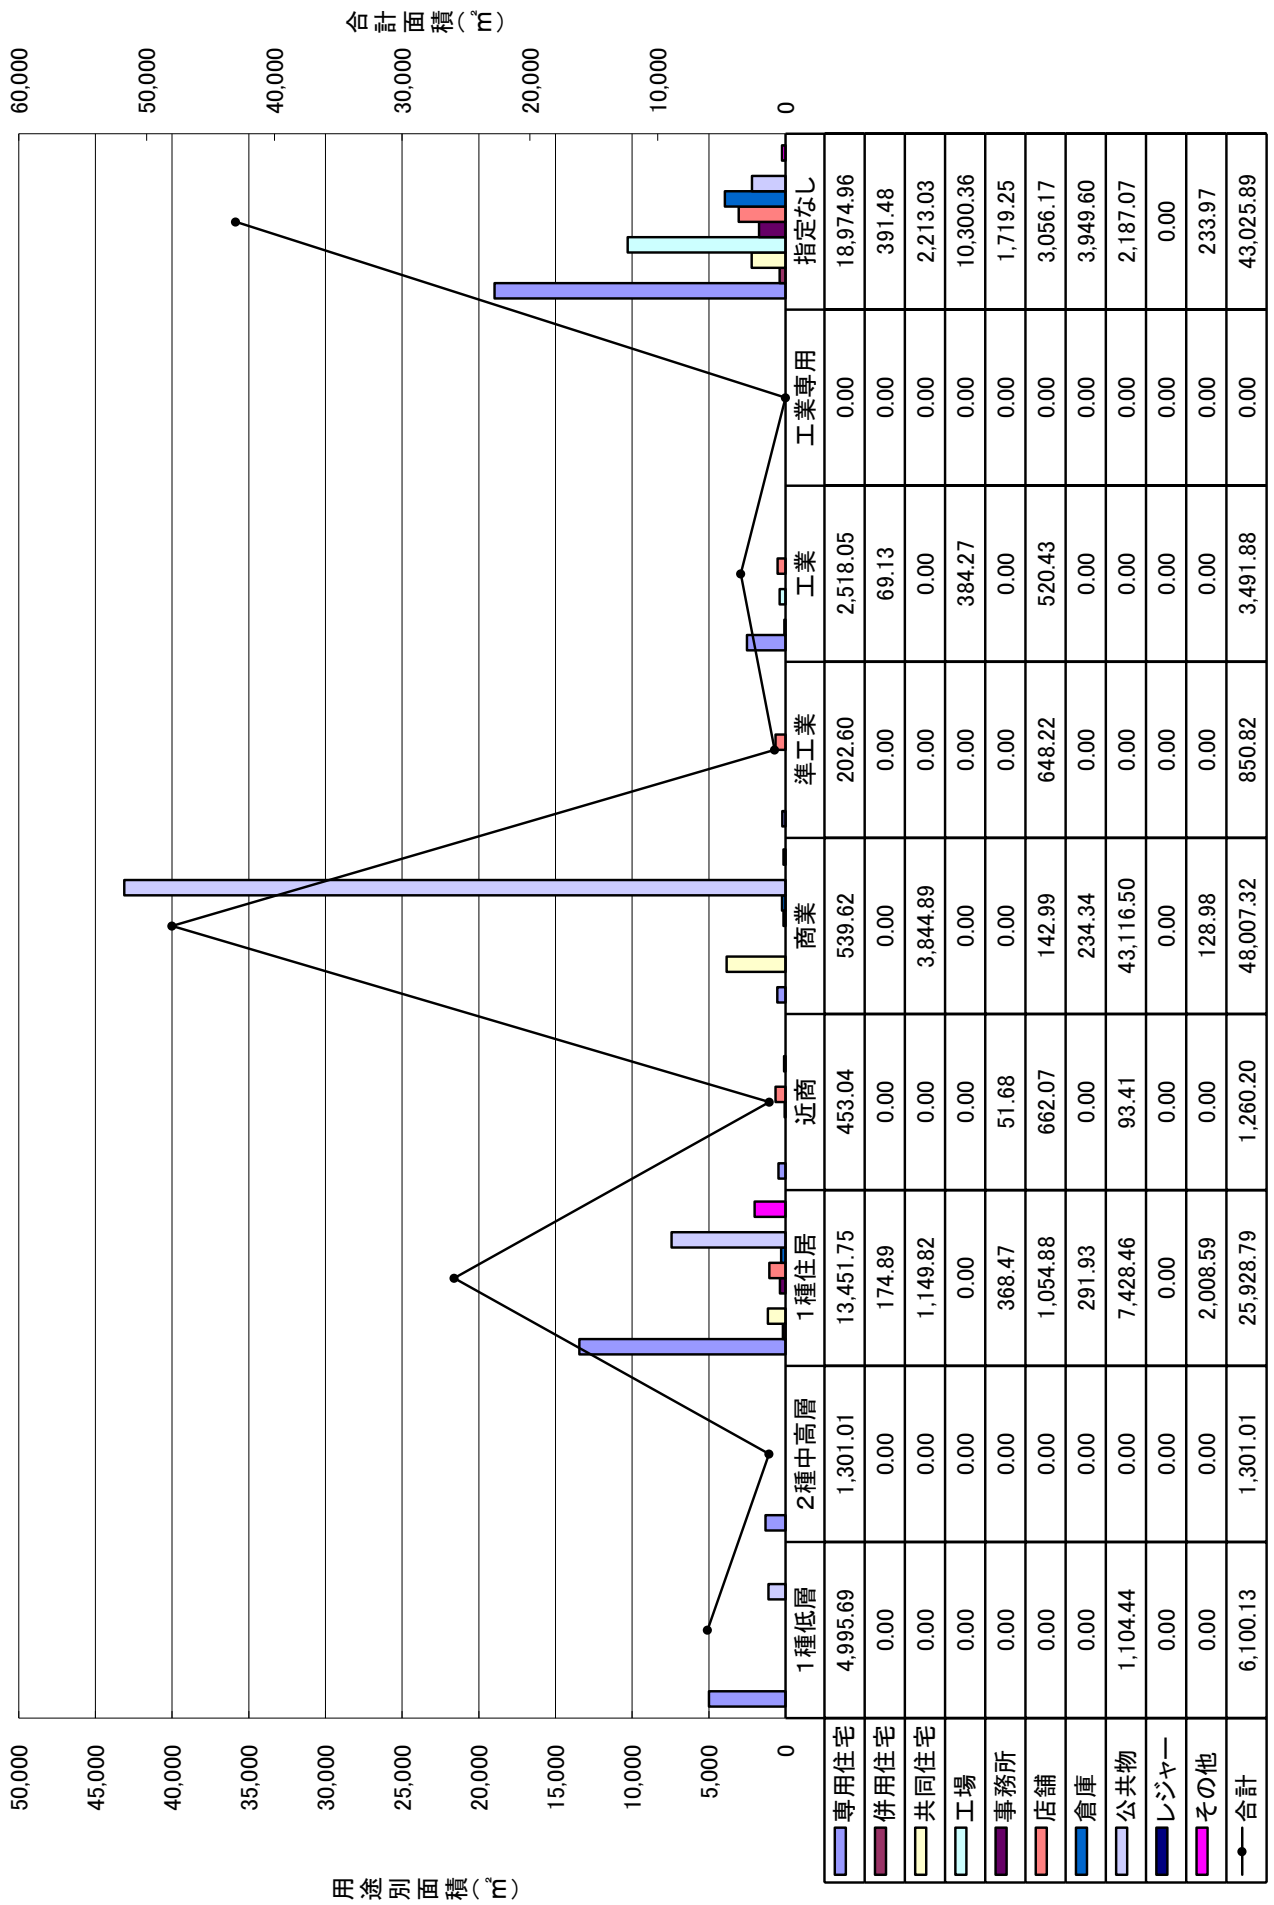 用途別面積(㎡)
50,000
45,000
40,000
35,000
30,000
25,000
20,000
15,000
10,000
5,000
0
合計面積(㎡)
60,000
50,000
40,000
30,000
20,000
10,000
0
1種低層 2種中高層 1種住居 近商 商業 準工業 工業 工業専用 指定なし
専用住宅 4,995.69 1,301.01 13,451.75 453.04 539.62 202.60 2,518.05 0.00 18,974.96
併用住宅 0.00 0.00 174.89 0.00 0.00 0.00 69.13 0.00 391.48
共同住宅 0.00 0.00 1,149.82 0.00 3,844.89 0.00 0.00 0.00 2,213.03
工場 0.00 0.00 0.00 0.00 0.00 0.00 384.27 0.00 10,300.36
事務所 0.00 0.00 368.47 51.68 0.00 0.00 0.00 0.00 1,719.25
店舗 0.00 0.00 1,054.88 662.07 142.99 648.22 520.43 0.00 3,056.17
倉庫 0.00 0.00 291.93 0.00 234.34 0.00 0.00 0.00 3,949.60
公共物 1,104.44 0.00 7,428.46 93.41 43,116.50 0.00 0.00 0.00 2,187.07
レジャー 0.00 0.00 0.00 0.00 0.00 0.00 0.00 0.00 0.00
その他 0.00 0.00 2,008.59 0.00 128.98 0.00 0.00 0.00 233.97
合計 6,100.13 1,301.01 25,928.79 1,260.20 48,007.32 850.82 3,491.88 0.00 43,025.89